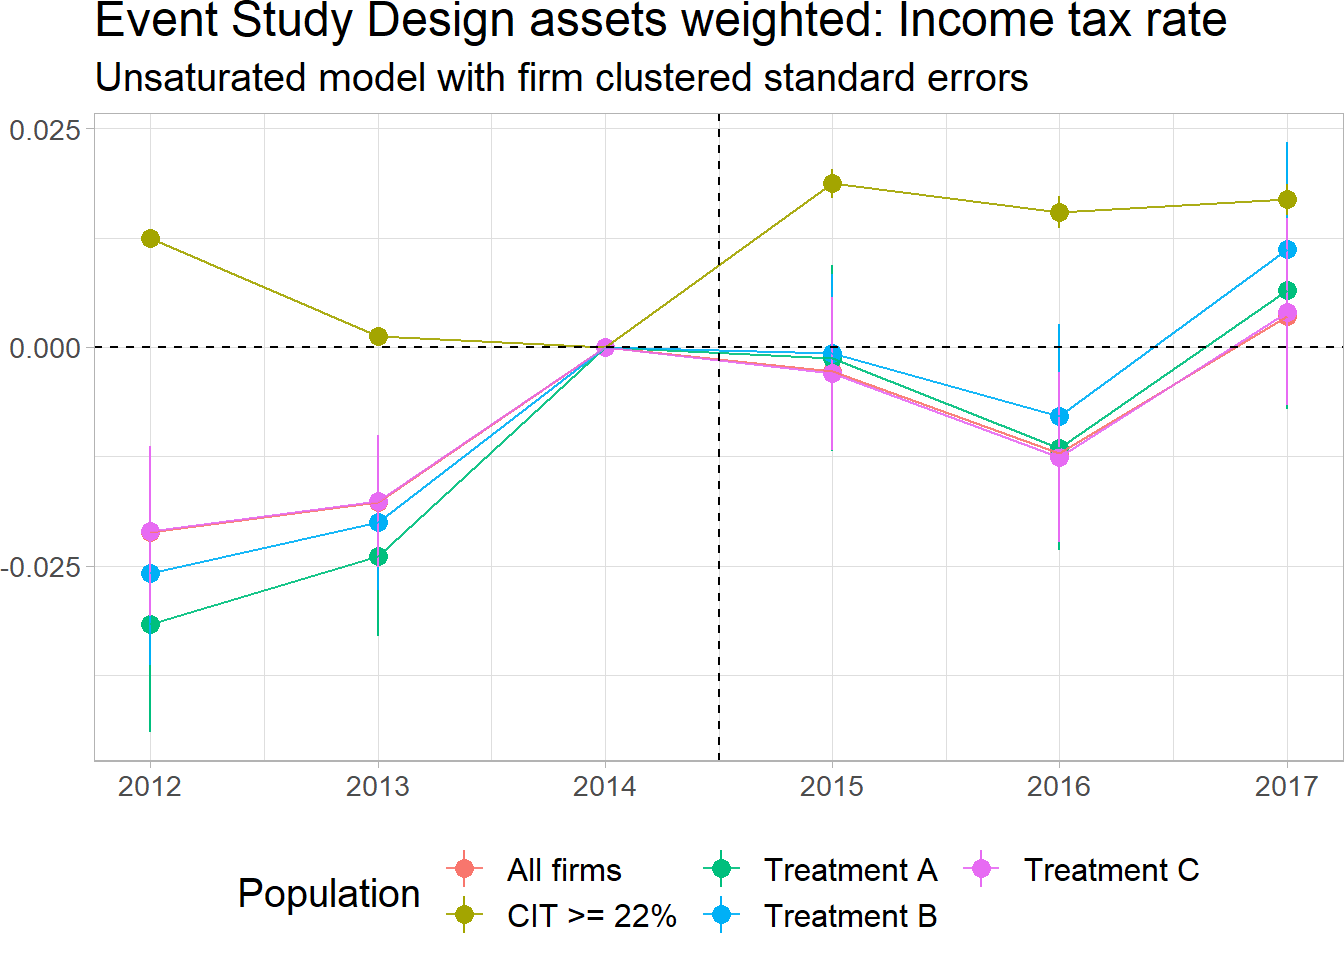 Event Study Design assets weighted: Income tax rate
Unsaturated model with firm clustered standard errors
0.025
0.000
-0.025
2012 2013 2014 2015 2016 2017
Population
All firms Treatment A Treatment C
CIT >= 22% Treatment B